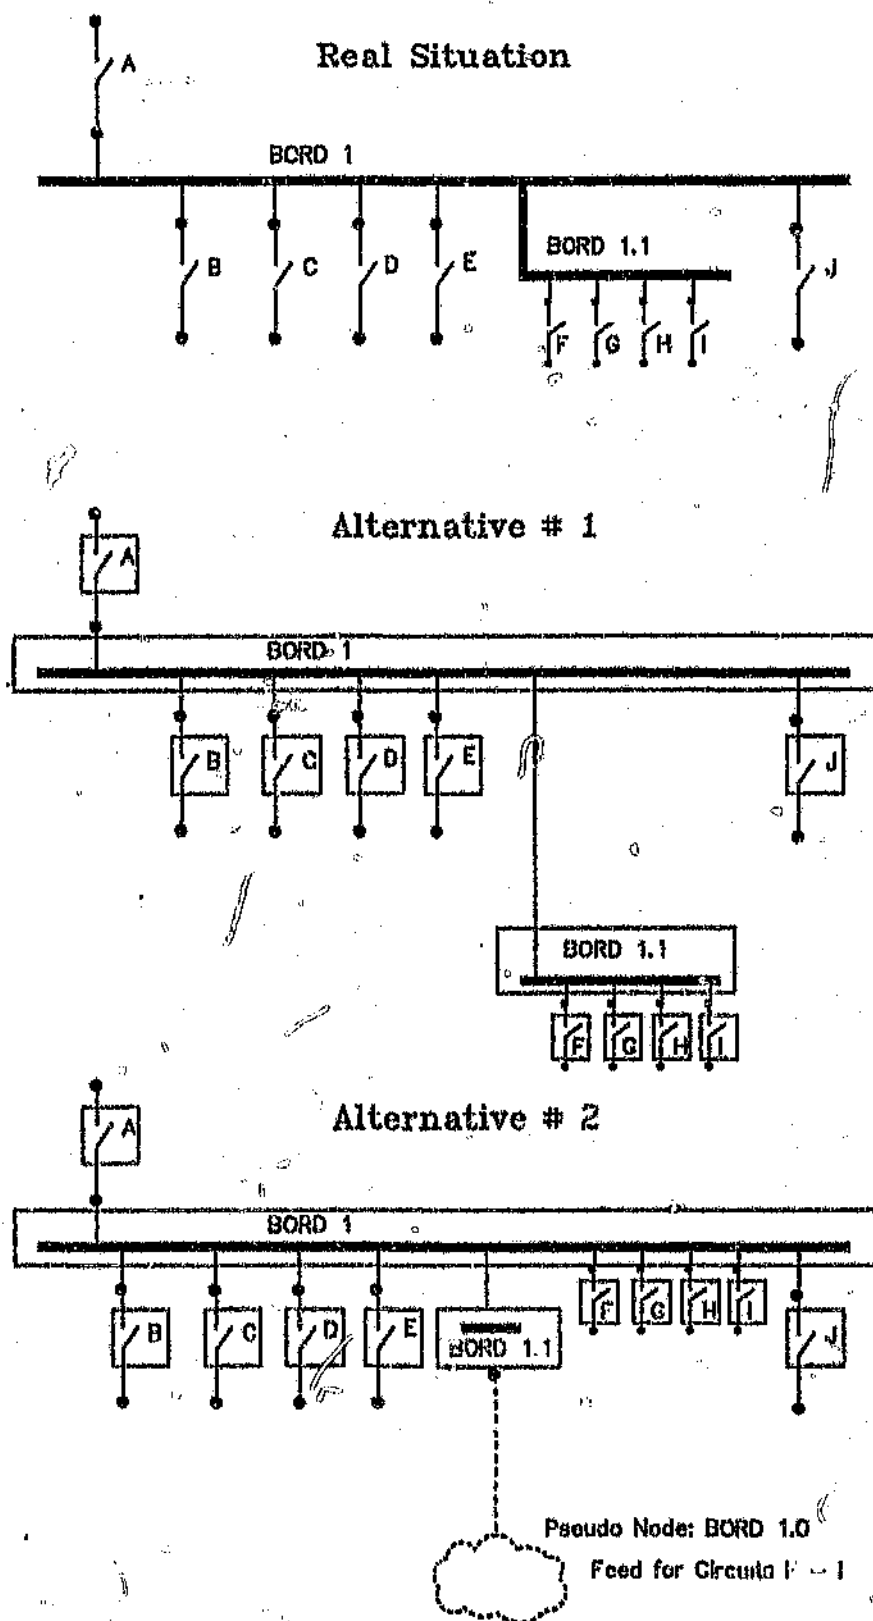 Real Situation
A
BORD 1
BORD 1.1
B C D E J
F G H I
Alternative # 1
A
BORD 1
B C D E J
BORD 1.1
F G H I
Alternative # 2
A
BORD 1
F G H I
B C D E J
BORD 1.1
Pseudo Node: BORD 1.0
Feed for Circuits F - I